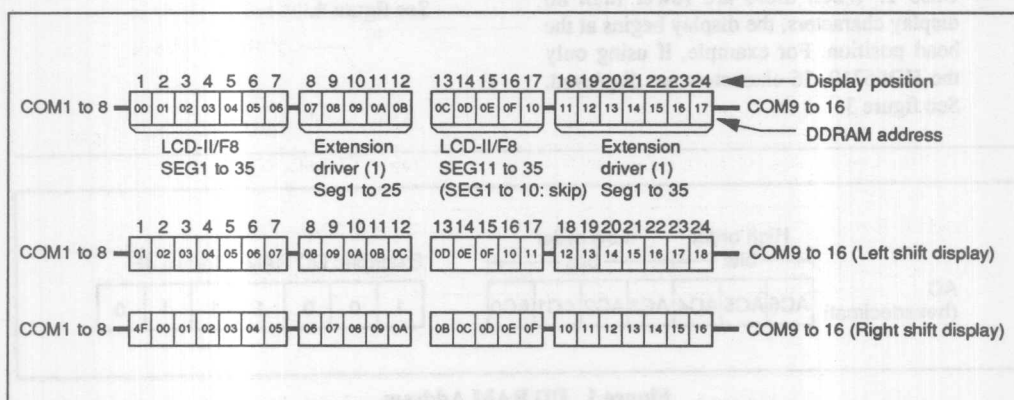 1 2 3 4 5 6 7 8 9 10 11 12 13 14 15 16 17 18 19 20 21 22 23 24 Display position
COM1 to 8 00 01 02 03 04 05 06 07 08 09 0A 0B 0C 0D 0E 0F 10 11 12 13 14 15 16 17 COM9 to 16
DDRAM address
LCD-II/F8 Extension LCD-II/F8 Extension
SEG1 to 35 driver (1) SEG11 to 35 driver (1)
Seg1 to 25 (SEG1 to 10: skip) Seg1 to 35
1 2 3 4 5 6 7 8 9 10 11 12 13 14 15 16 17 18 19 20 21 22 23 24
COM1 to 8 01 02 03 04 05 06 07 08 09 0A 0B 0C 0D 0E 0F 10 11 12 13 14 15 16 17 18 COM9 to 16 (Left shift display)
COM1 to 8 4F 00 01 02 03 04 05 06 07 08 09 0A 0B 0C 0D 0E 0F 10 11 12 13 14 15 16 COM9 to 16 (Right shift display)